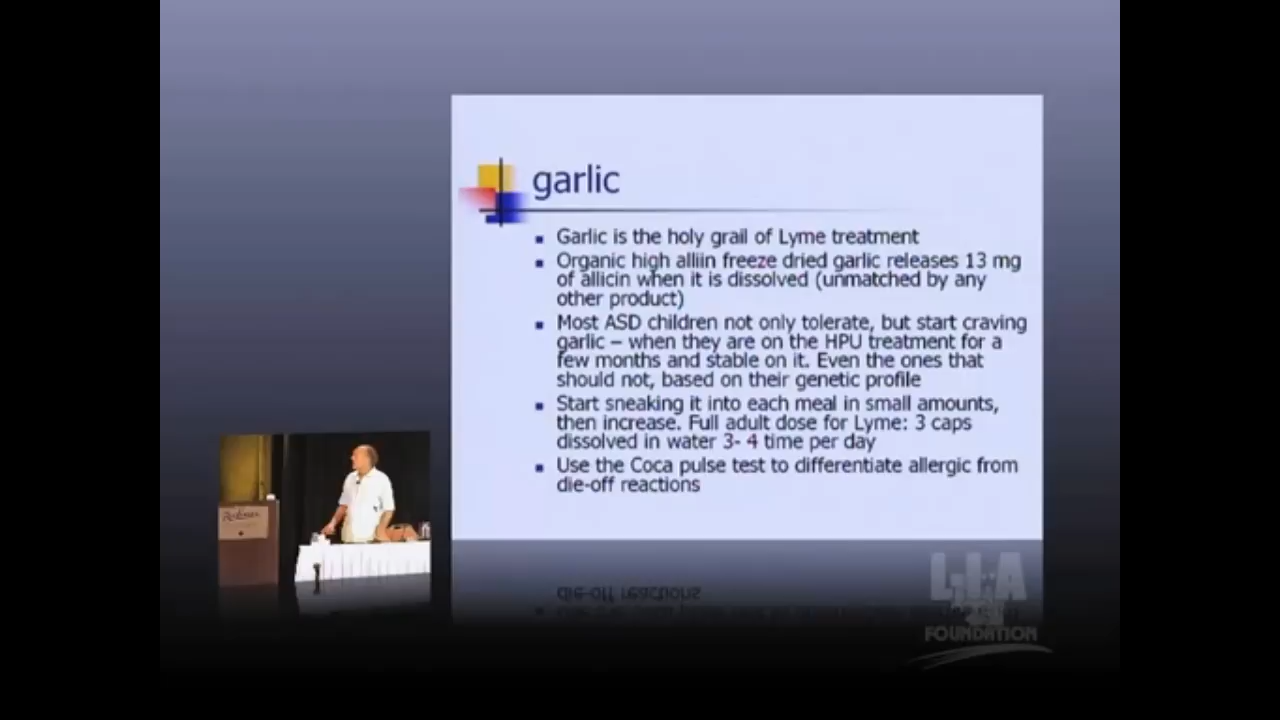 garlic
Garlic is the holy grail of Lyme treatment
Organic high alliin freeze dried garlic releases 13 mg
of allicin when it is dissolved (unmatched by any
other product)
Most ASD children not only tolerate, but start craving
garlic – when they are on the HPU treatment for a
few months and stable on it. Even the ones that
should not, based on their genetic profile
Start sneaking it into each meal in small amounts,
then increase. Full adult dose for Lyme: 3 caps
dissolved in water 3- 4 time per day
Use the Coca pulse test to differentiate allergic from
die-off reactions
L·I·A
FOUNDATION